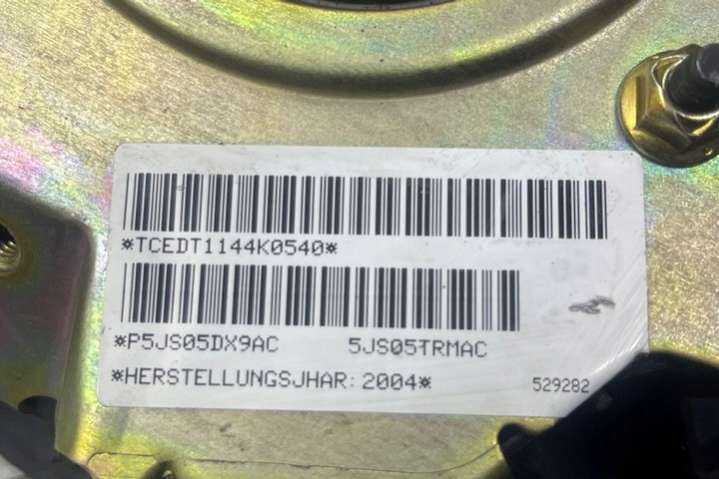 *TCEDT1144K0540*
*P5JS05DX9AC 5JS05TRMAC
*HERSTELLUNGSJHAR: 2004* 529282